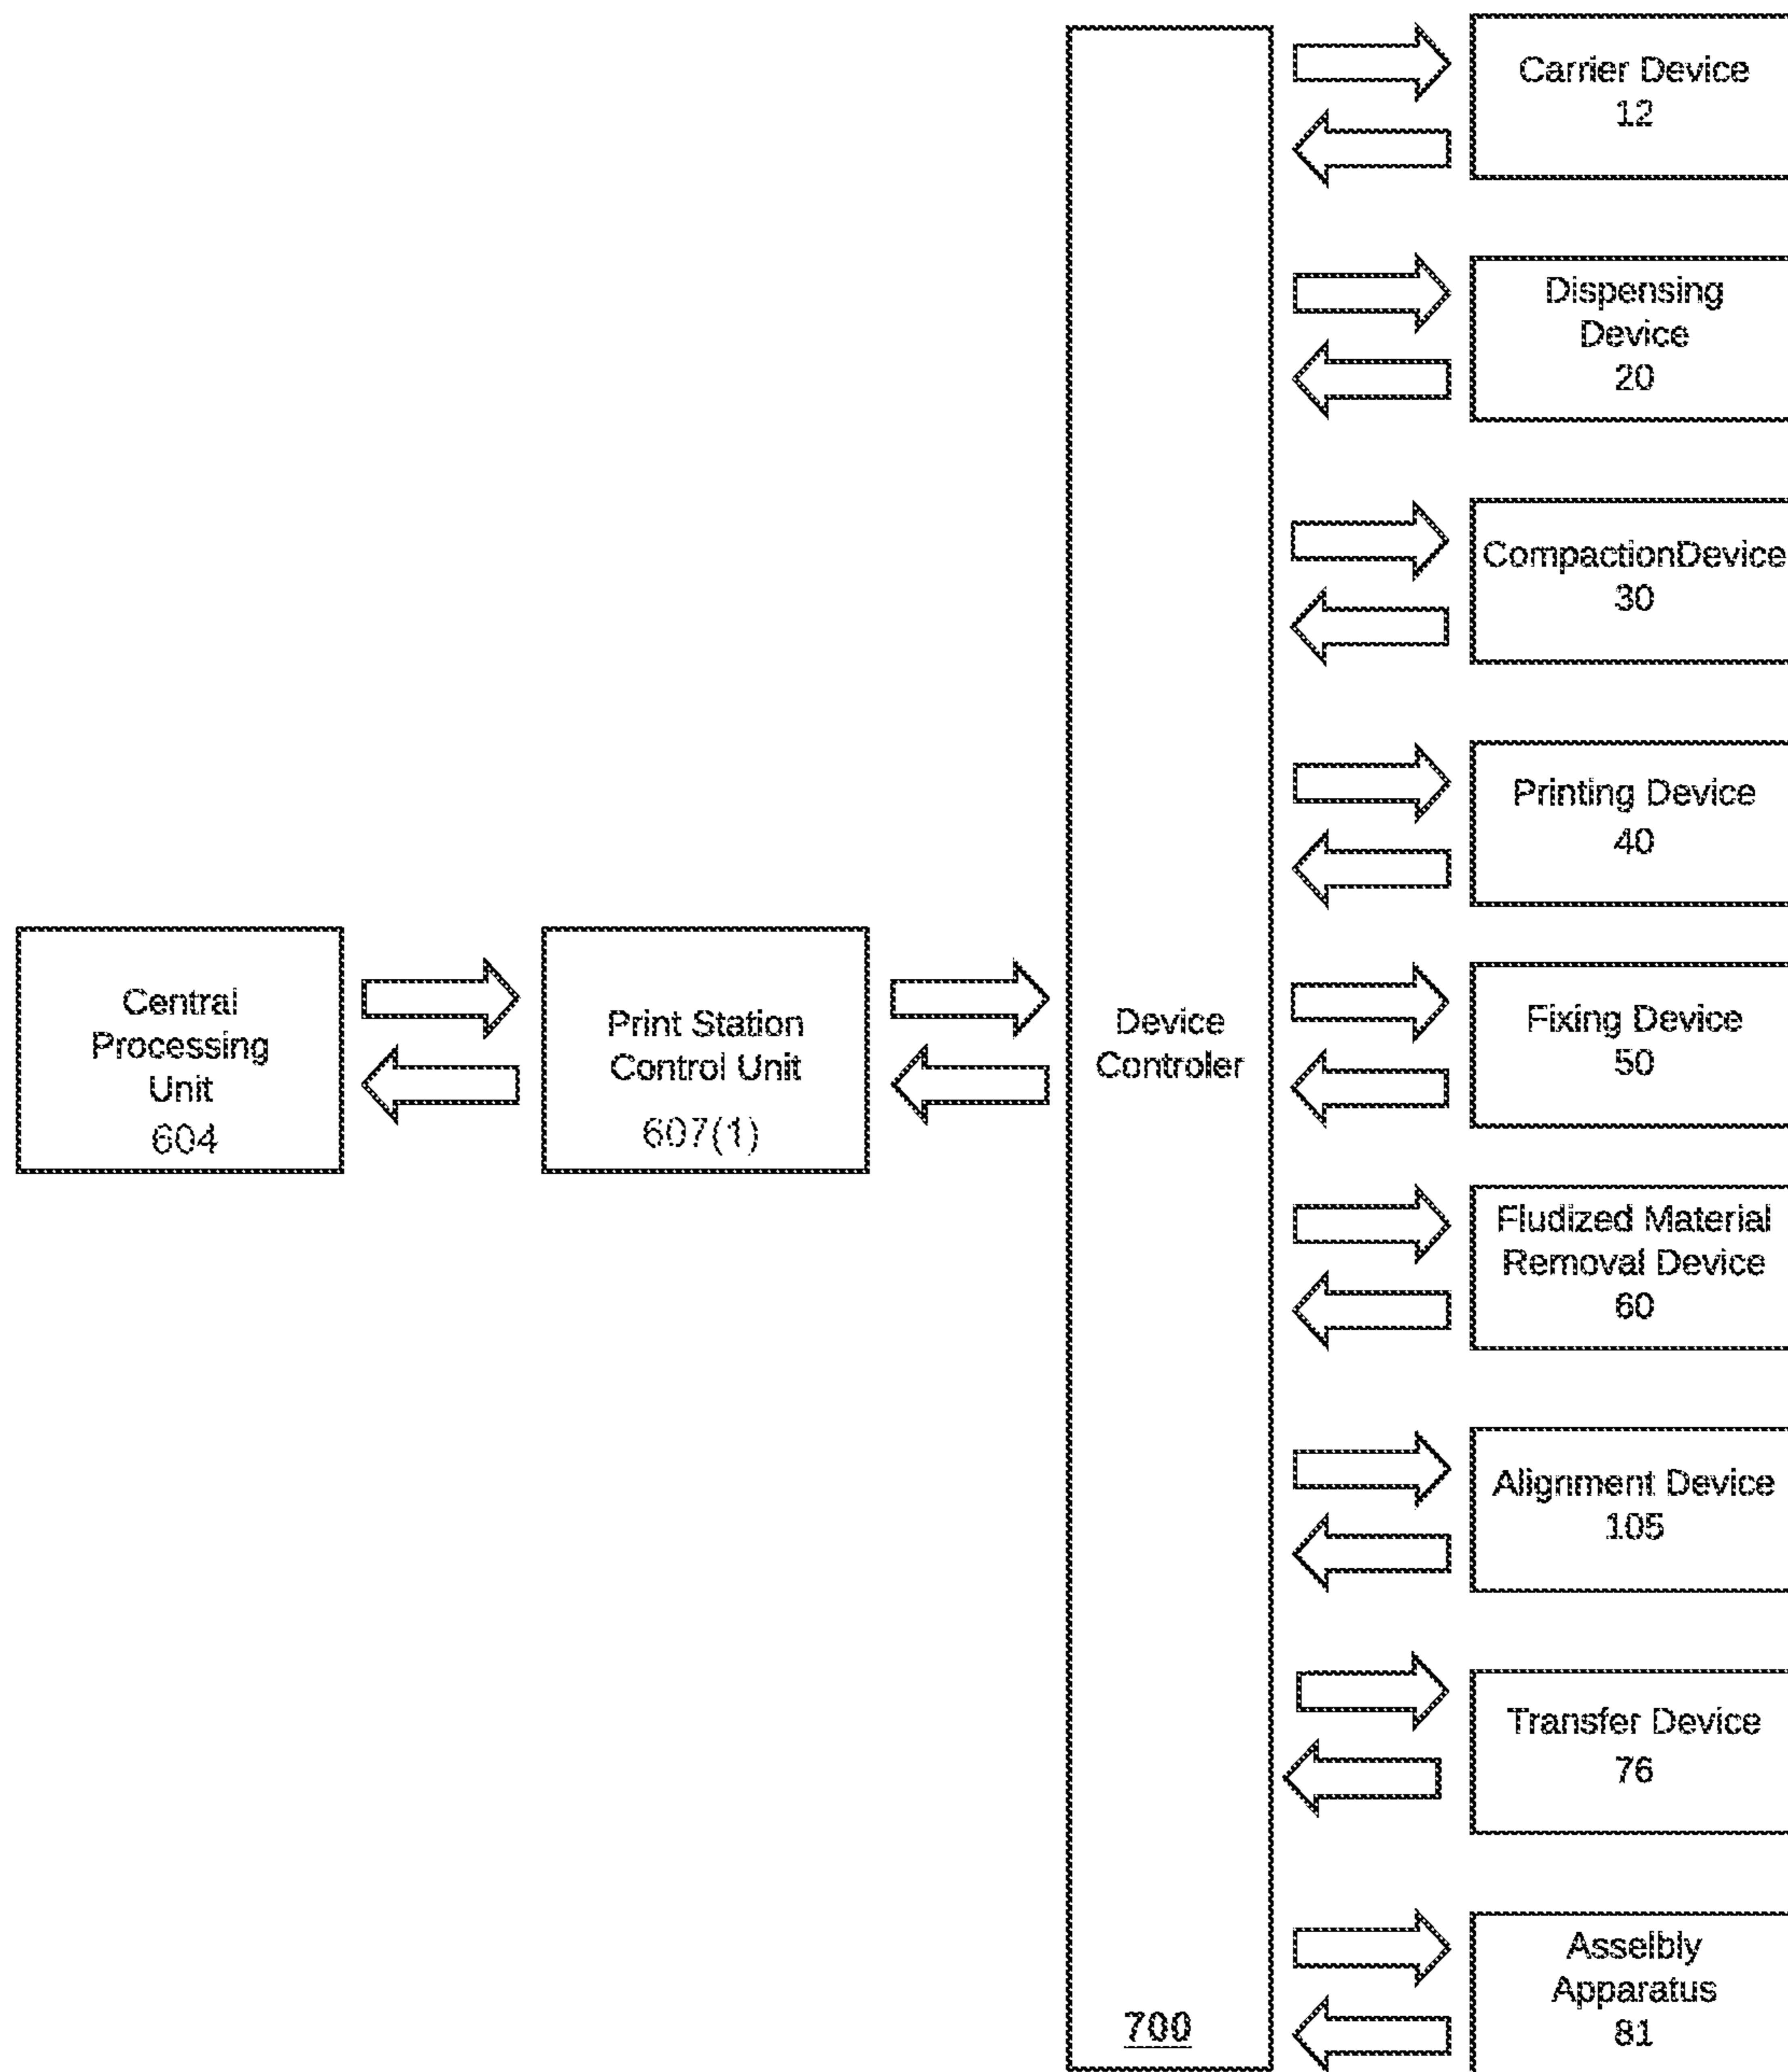 Central
Processing
Unit
604
Print Station
Control Unit
607(1)
Device
Controler
700
Carrier Device
12
Dispensing
Device
20
CompactionDevice
30
Printing Device
40
Fixing Device
50
Fludized Material
Removal Device
60
Alignment Device
105
Transfer Device
76
Asselbly
Apparatus
81